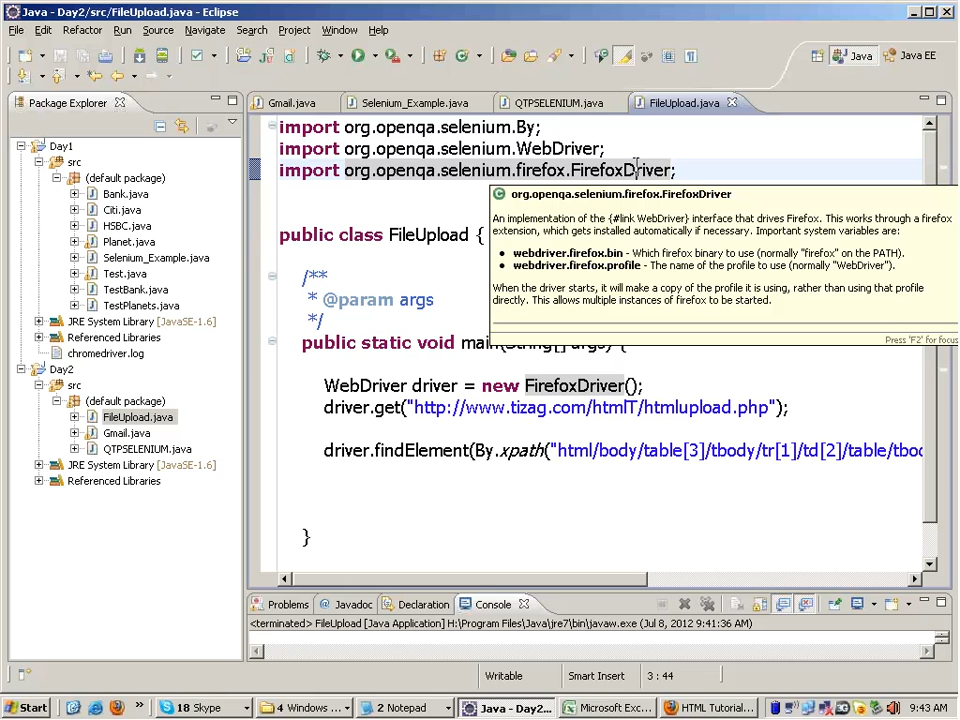 Java - Day2/src/FileUpload.java - Eclipse
File Edit Refactor Run Source Navigate Search Project Window Help
Java Java EE
Package Explorer
Gmail.java Selenium_Example.java QTPSELENIUM.java FileUpload.java
Day1
src
(default package)
Bank.java
Citi.java
HSBC.java
Planet.java
Selenium_Example.java
Test.java
TestBank.java
TestPlanets.java
JRE System Library [JavaSE-1.6]
Referenced Libraries
chromedriver.log
Day2
src
(default package)
FileUpload.java
Gmail.java
QTPSELENIUM.java
JRE System Library [JavaSE-1.6]
Referenced Libraries
import org.openqa.selenium.By;
import org.openqa.selenium.WebDriver;
import org.openqa.selenium.firefox.FirefoxDriver;
public class FileUpload {
/**
* @param args
*/
public static void main(String[] args) {
WebDriver driver = new FirefoxDriver();
driver.get("http://www.tizag.com/htmlT/htmlupload.php");
driver.findElement(By.xpath("html/body/table[3]/tbody/tr[1]/td[2]/table/tboo
}
org.openqa.selenium.firefox.FirefoxDriver
An implementation of the {#link WebDriver} interface that drives Firefox. This works through a firefox
extension, which gets installed automatically if necessary. Important system variables are:
• webdriver.firefox.bin - Which firefox binary to use (normally "firefox" on the PATH).
• webdriver.firefox.profile - The name of the profile to use (normally "WebDriver").
When the driver starts, it will make a copy of the profile it is using, rather than using that profile
directly. This allows multiple instances of firefox to be started.
Press 'F2' for focus
Problems @ Javadoc Declaration Console
<terminated> FileUpload [Java Application] H:\Program Files\Java\jre7\bin\javaw.exe (Jul 8, 2012 9:41:36 AM)
Writable Smart Insert 3 : 44
Start » 18 Skype 4 Windows ... 2 Notepad Java - Day2... Microsoft Exc... HTML Tutorial... 9:43 AM